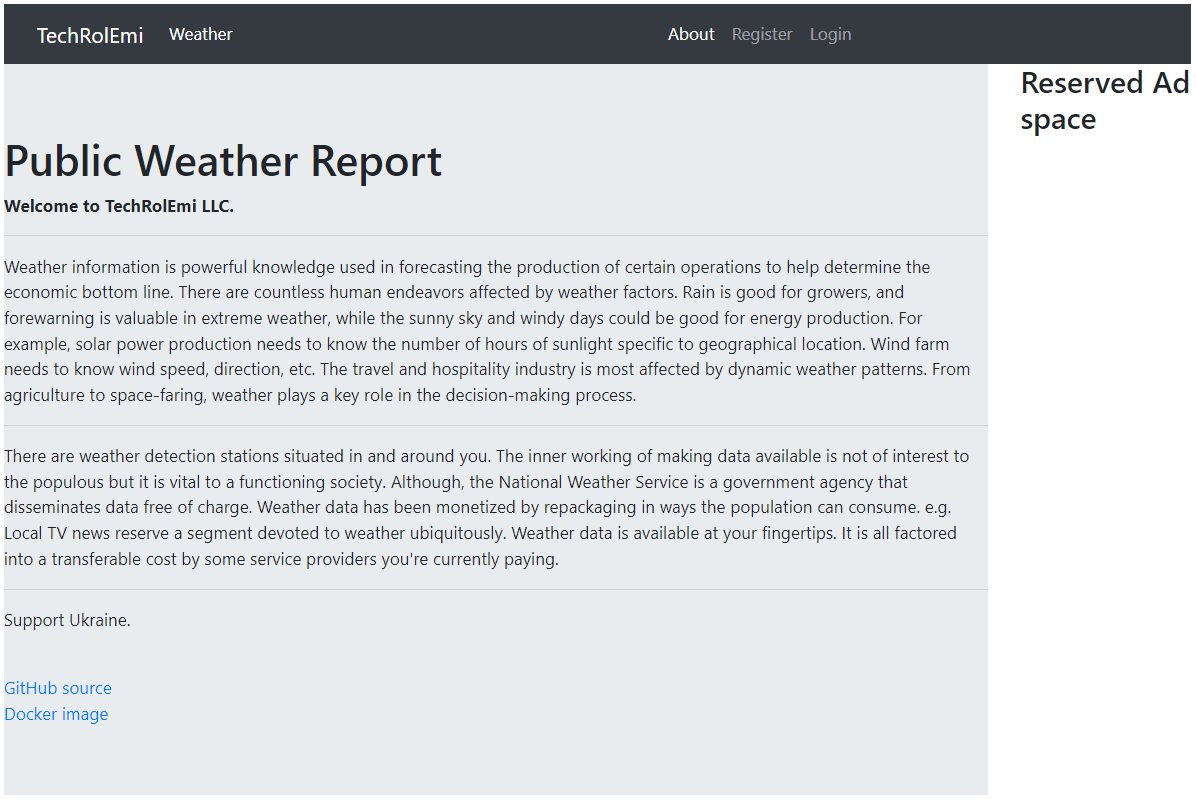 TechRolEmi Weather About Register Login
Reserved Ad
space
Public Weather Report
Welcome to TechRolEmi LLC.
Weather information is powerful knowledge used in forecasting the production of certain operations to help determine the
economic bottom line. There are countless human endeavors affected by weather factors. Rain is good for growers, and
forewarning is valuable in extreme weather, while the sunny sky and windy days could be good for energy production. For
example, solar power production needs to know the number of hours of sunlight specific to geographical location. Wind farm
needs to know wind speed, direction, etc. The travel and hospitality industry is most affected by dynamic weather patterns. From
agriculture to space-faring, weather plays a key role in the decision-making process.
There are weather detection stations situated in and around you. The inner working of making data available is not of interest to
the populous but it is vital to a functioning society. Although, the National Weather Service is a government agency that
disseminates data free of charge. Weather data has been monetized by repackaging in ways the population can consume. e.g.
Local TV news reserve a segment devoted to weather ubiquitously. Weather data is available at your fingertips. It is all factored
into a transferable cost by some service providers you're currently paying.
Support Ukraine.
GitHub source
Docker image